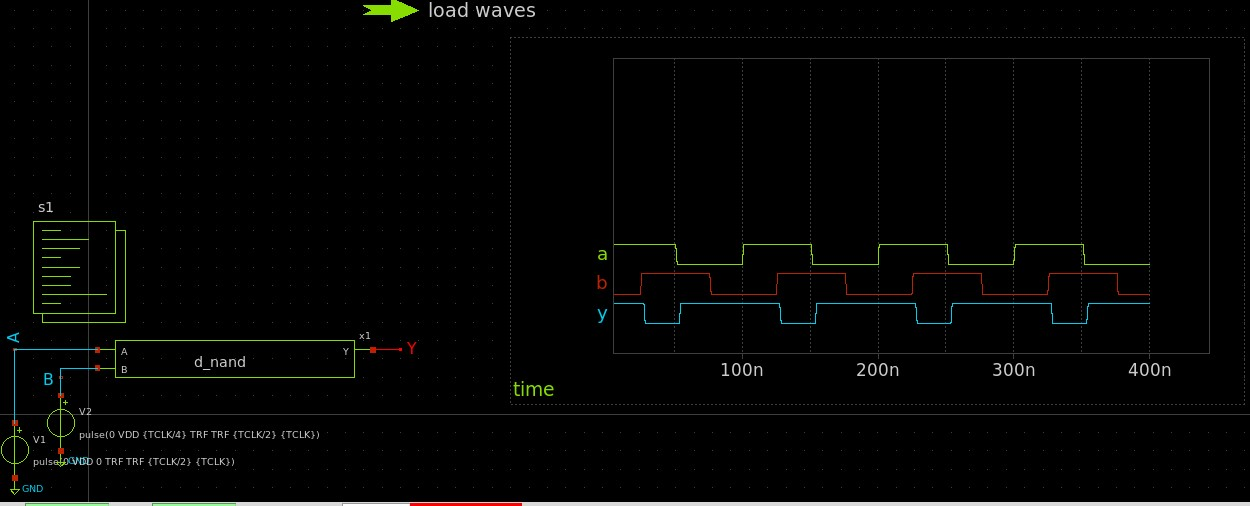 load waves
s1
a
b
y
100n 200n 300n 400n
time
A
x1
A
Y
Y
d_nand
B
B
V2
+
pulse(0 VDD {TCLK/4} TRF TRF {TCLK/2} {TCLK})
+
V1
GND
pulse(0 VDD 0 TRF TRF {TCLK/2} {TCLK})
GND